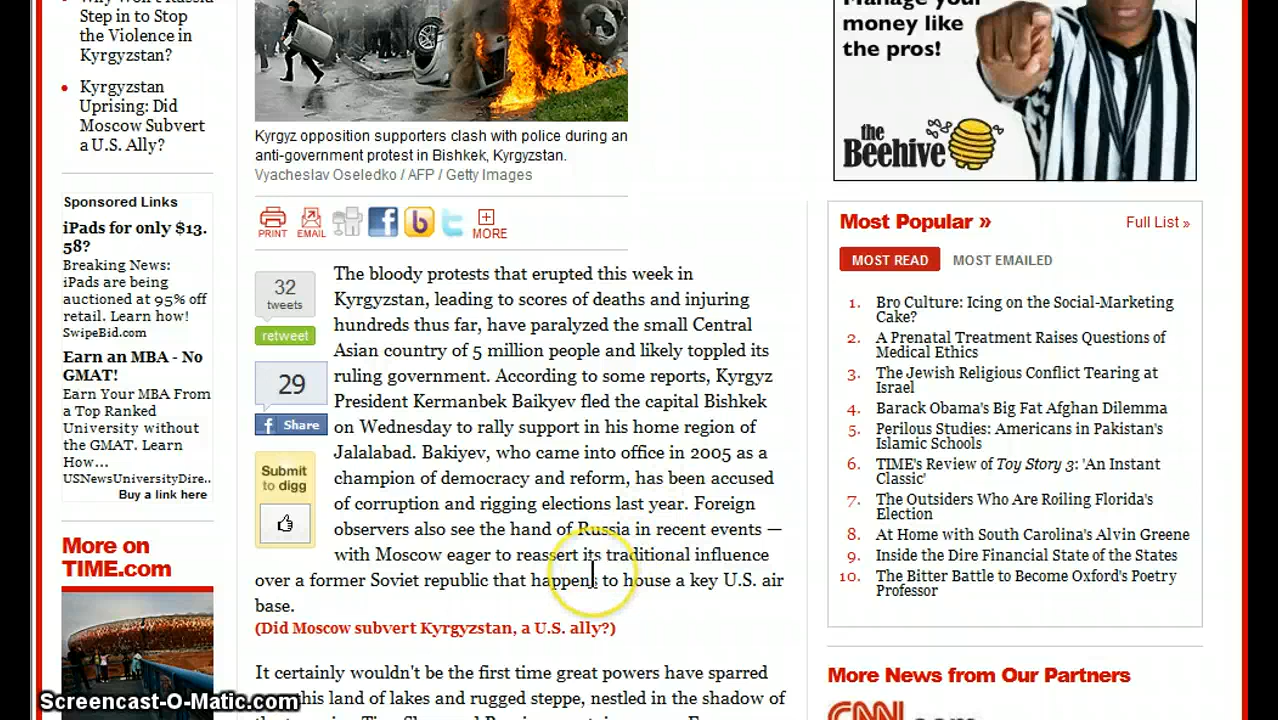 Step in to Stop
the Violence in
Kyrgyzstan?
Kyrgyzstan
Uprising: Did
Moscow Subvert
a U.S. Ally?
Sponsored Links
iPads for only $13.
58?
Breaking News:
iPads are being
auctioned at 95% off
retail. Learn how!
SwipeBid.com
Earn an MBA - No
GMAT!
Earn Your MBA From
a Top Ranked
University without
the GMAT. Learn
How...
USNewsUniversityDire..
Buy a link here
More on
TIME.com
Kyrgyz opposition supporters clash with police during an
anti-government protest in Bishkek, Kyrgyzstan.
Vyacheslav Oseledko / AFP / Getty Images
PRINT EMAIL f b t MORE
32
tweets
retweet
29
f Share
Submit
to digg
The bloody protests that erupted this week in
Kyrgyzstan, leading to scores of deaths and injuring
hundreds thus far, have paralyzed the small Central
Asian country of 5 million people and likely toppled its
ruling government. According to some reports, Kyrgyz
President Kermanbek Baikyev fled the capital Bishkek
on Wednesday to rally support in his home region of
Jalalabad. Bakiyev, who came into office in 2005 as a
champion of democracy and reform, has been accused
of corruption and rigging elections last year. Foreign
observers also see the hand of Russia in recent events —
with Moscow eager to reassert its traditional influence
over a former Soviet republic that happens to house a key U.S. air
base.
(Did Moscow subvert Kyrgyzstan, a U.S. ally?)
It certainly wouldn't be the first time great powers have sparred
this land of lakes and rugged steppe, nestled in the shadow of
Manage your
money like
the pros!
the
Beehive
Most Popular »
Full List »
MOST READ MOST EMAILED
1. Bro Culture: Icing on the Social-Marketing
Cake?
2. A Prenatal Treatment Raises Questions of
Medical Ethics
3. The Jewish Religious Conflict Tearing at
Israel
4. Barack Obama's Big Fat Afghan Dilemma
5. Perilous Studies: Americans in Pakistan's
Islamic Schools
6. TIME's Review of Toy Story 3: 'An Instant
Classic'
7. The Outsiders Who Are Roiling Florida's
Election
8. At Home with South Carolina's Alvin Greene
9. Inside the Dire Financial State of the States
10. The Bitter Battle to Become Oxford's Poetry
Professor
More News from Our Partners
CNN.com
Screencast-O-Matic.com